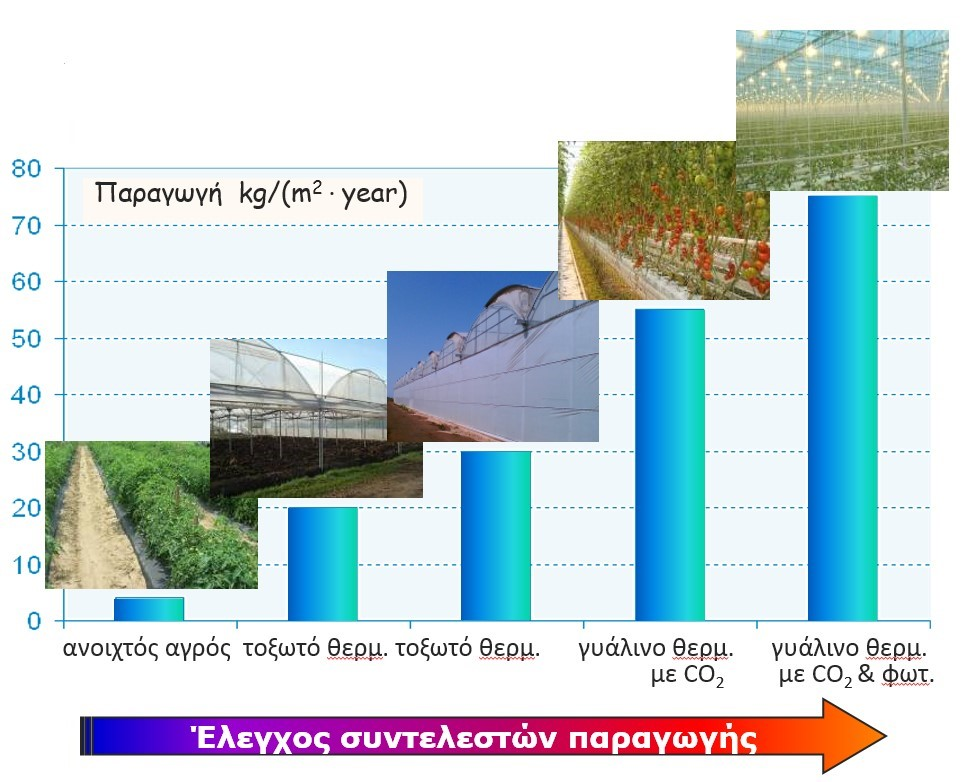 80
Παραγωγή kg/(m² · year)
70
60
50
40
30
20
10
0
ανοιχτός αγρός τοξωτό θερμ. τοξωτό θερμ. γυάλινο θερμ. γυάλινο θερμ.
με CO₂ με CO₂ & φωτ.
Έλεγχος συντελεστών παραγωγής